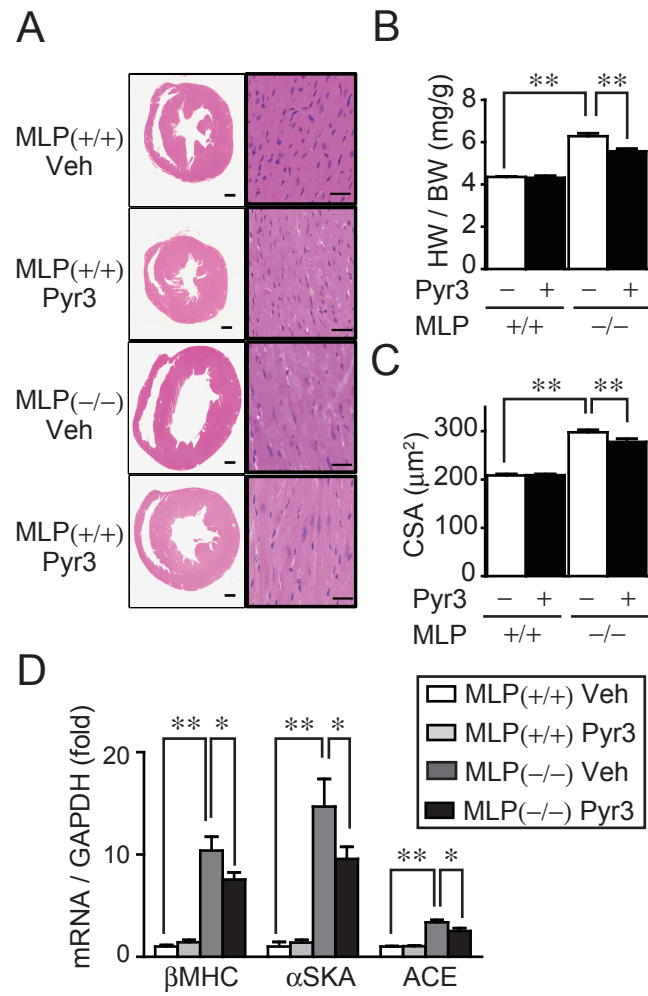 A
MLP(+/+)
Veh
MLP(+/+)
Pyr3
MLP(−/−)
Veh
MLP(+/+)
Pyr3
B
HW / BW (mg/g)
8
6
4
2
0
** **
Pyr3 − + − +
MLP +/+ −/−
C
CSA (μm²)
300
200
100
0
** **
Pyr3 − + − +
MLP +/+ −/−
D
MLP(+/+) Veh
MLP(+/+) Pyr3
MLP(−/−) Veh
MLP(−/−) Pyr3
mRNA / GAPDH (fold)
20
10
0
** * ** * ** *
βMHC αSKA ACE